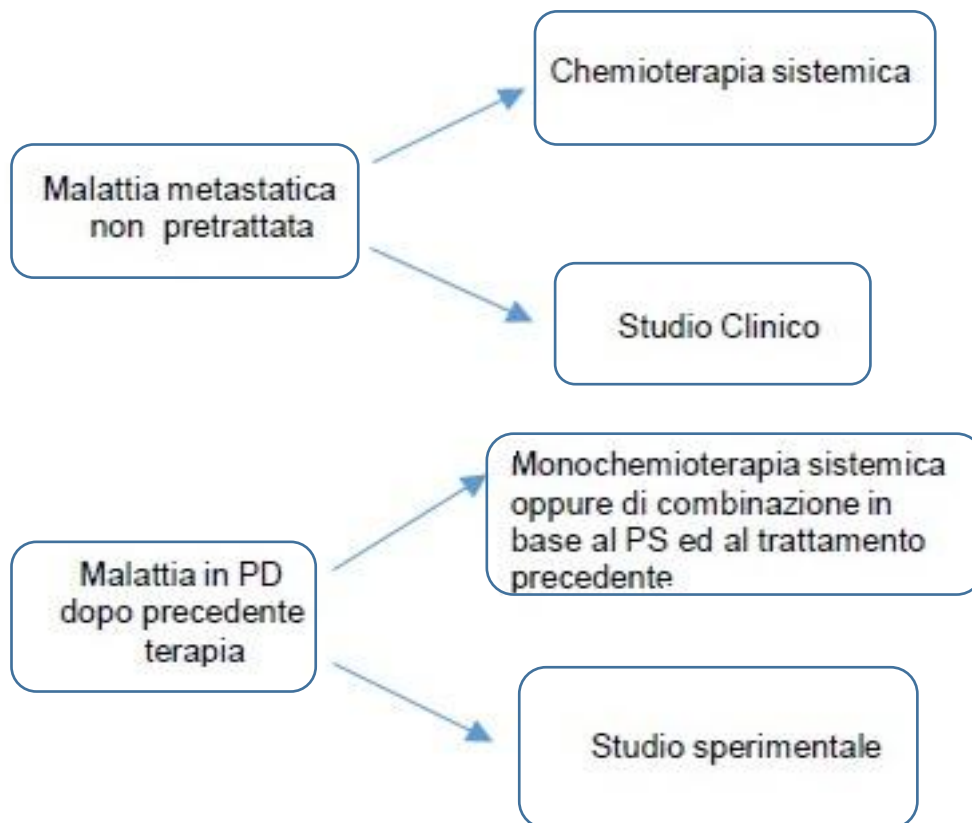 Chemioterapia sistemica
Malattia metastatica
non pretrattata
Studio Clinico
Monochemioterapia sistemica
oppure di combinazione in
base al PS ed al trattamento
precedente
Malattia in PD
dopo precedente
terapia
Studio sperimentale